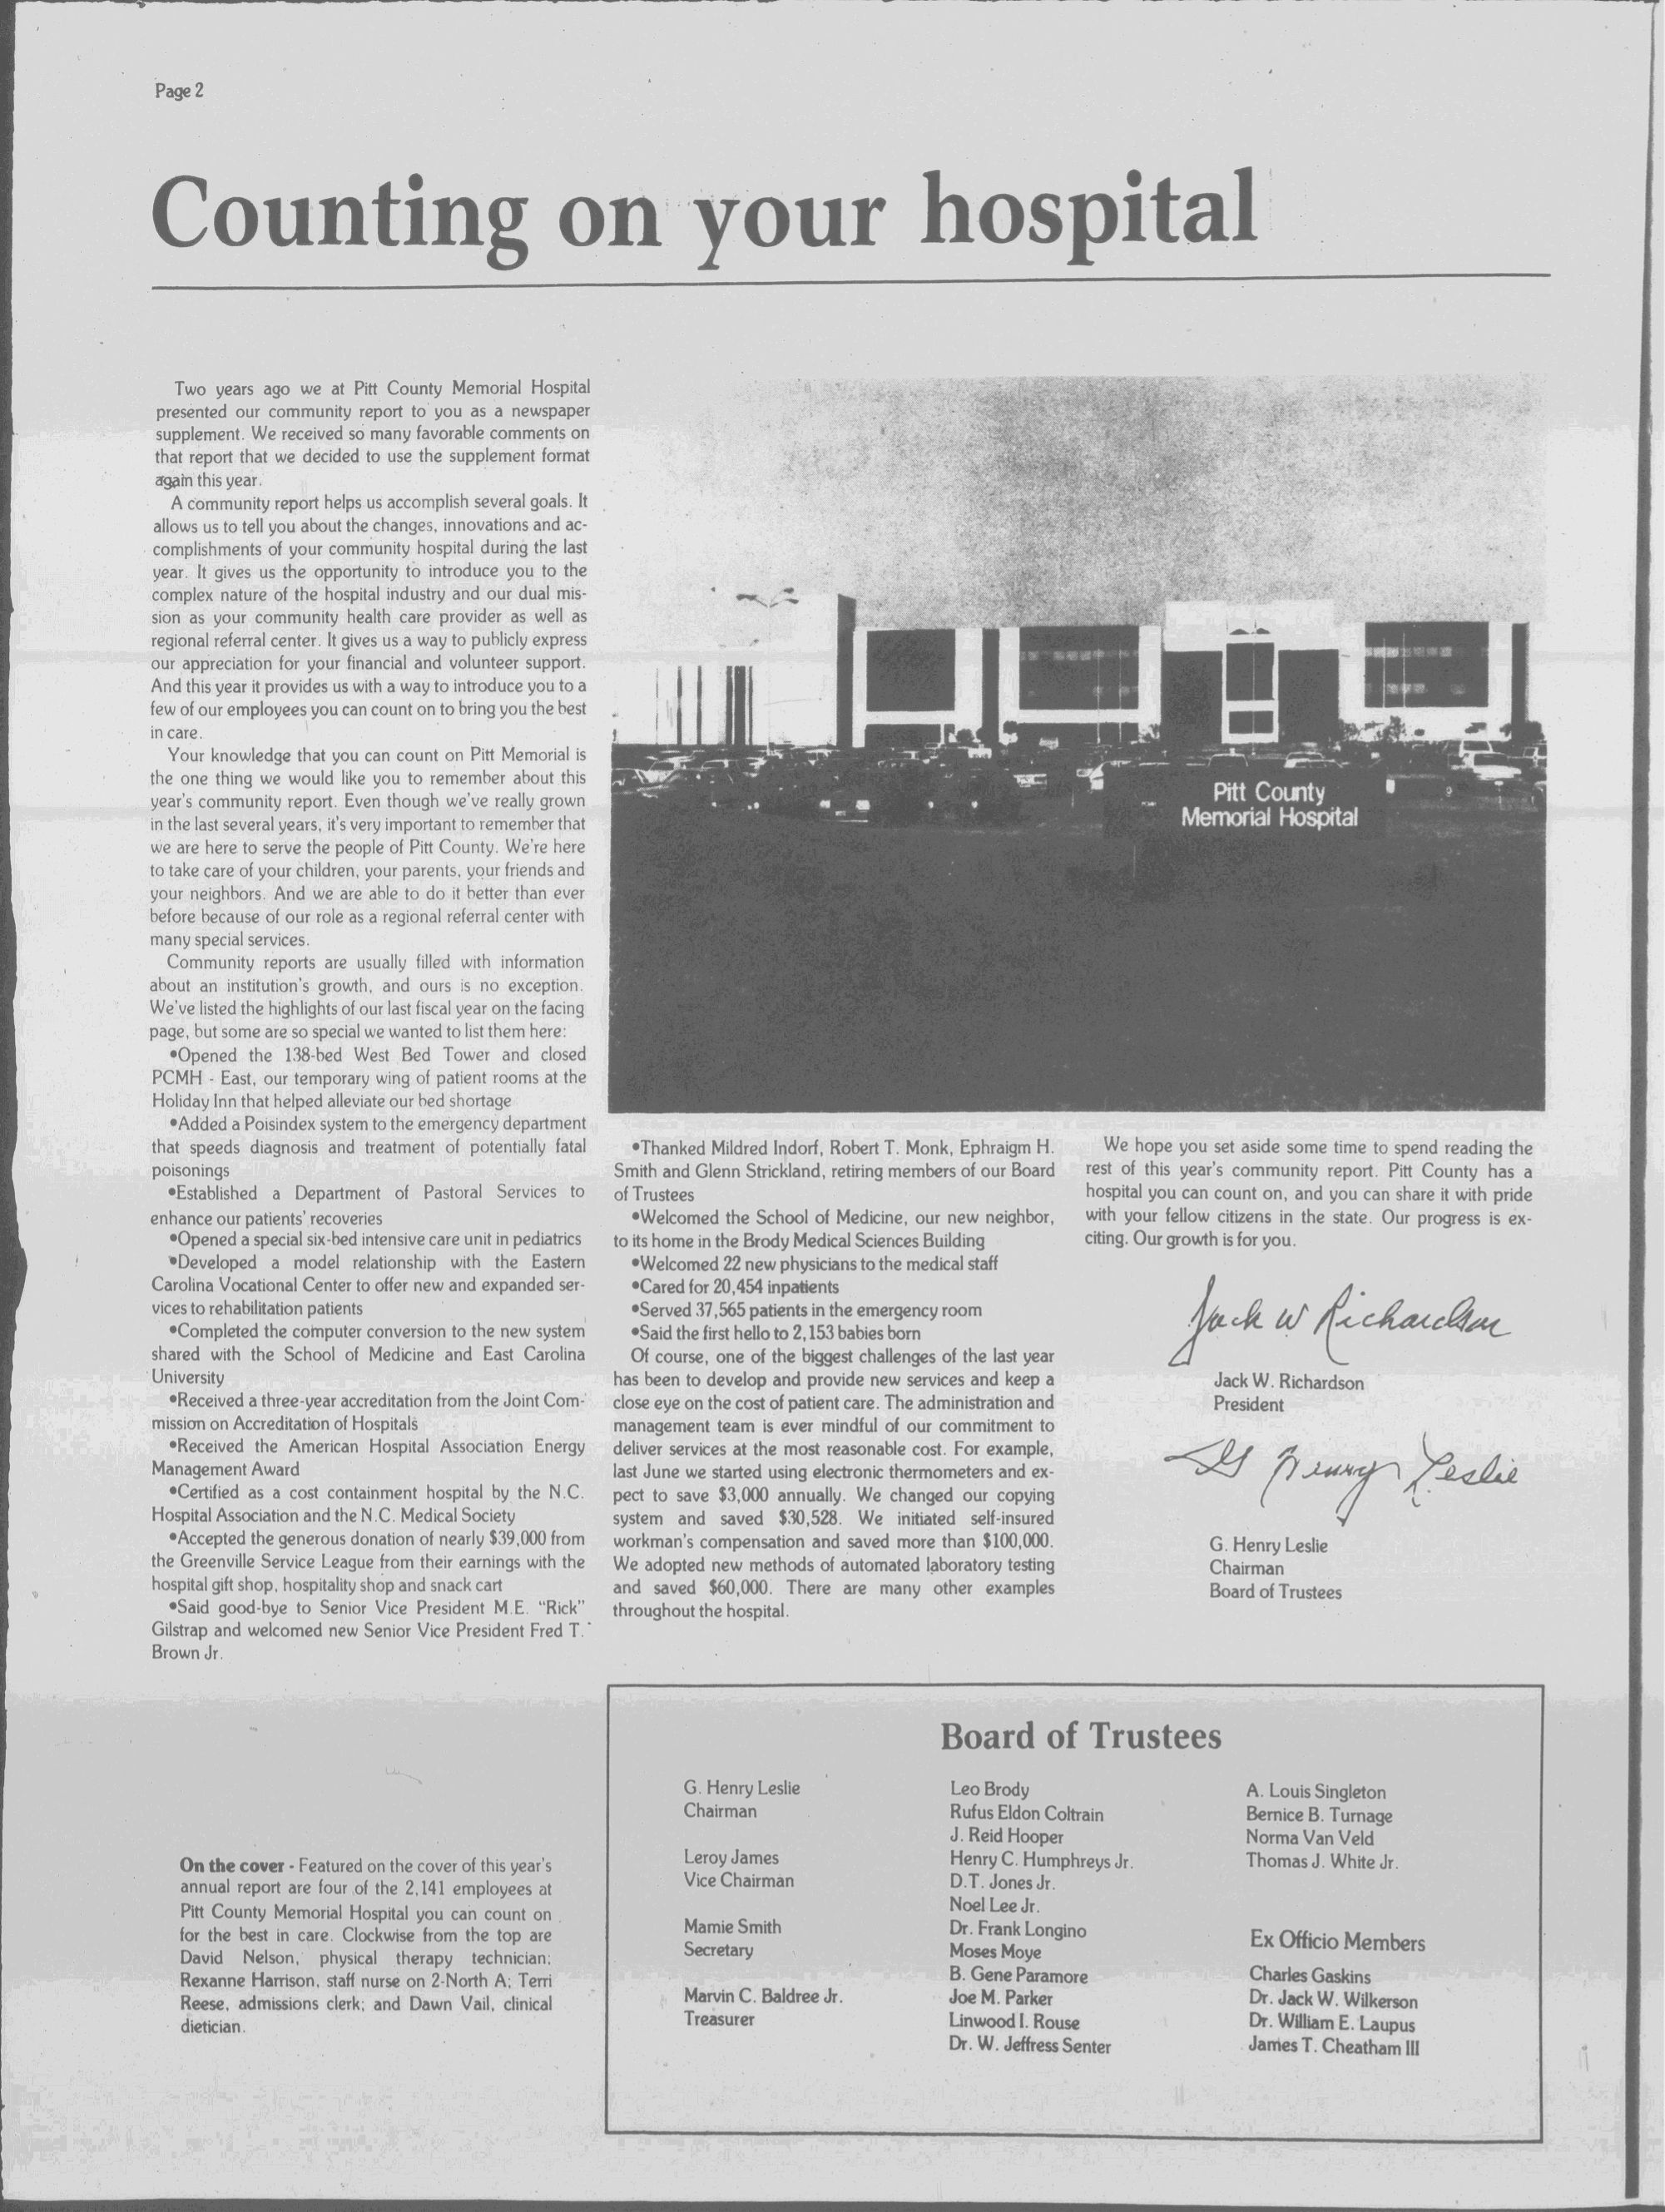 Page 2
Counting on your hospital
Two years ago we at Pitt County Memorial Hospital
presented our community report to you as a newspaper
supplement. We received so many favorable comments on
that report that we decided to use the supplement format
again this year.
A community report helps us accomplish several goals. It
allows us to tell you about the changes, innovations and ac-
complishments of your community hospital during the last
year. It gives us the opportunity to introduce you to the
complex nature of the hospital industry and our dual mis-
sion as your community health care provider as well as
regional referral center. It gives us a way to publicly express
our appreciation for your financial and volunteer support.
And this year it provides us with a way to introduce you to a
few of our employees you can count on to bring you the best
in care.
Your knowledge that you can count on Pitt Memorial is
the one thing we would like you to remember about this
year's community report. Even though we've really grown
in the last several years, it's very important to remember that
we are here to serve the people of Pitt County. We're here
to take care of your children, your parents, your friends and
your neighbors. And we are able to do it better than ever
before because of our role as a regional referral center with
many special services.
Community reports are usually filled with information
about an institution's growth, and ours is no exception.
We've listed the highlights of our last fiscal year on the facing
page, but some are so special we wanted to list them here:
•Opened the 138-bed West Bed Tower and closed
PCMH - East, our temporary wing of patient rooms at the
Holiday Inn that helped alleviate our bed shortage
•Added a Poisindex system to the emergency department
that speeds diagnosis and treatment of potentially fatal
poisonings
•Established a Department of Pastoral Services to
enhance our patients' recoveries
•Opened a special six-bed intensive care unit in pediatrics
•Developed a model relationship with the Eastern
Carolina Vocational Center to offer new and expanded ser-
vices to rehabilitation patients
•Completed the computer conversion to the new system
shared with the School of Medicine and East Carolina
University
•Received a three-year accreditation from the Joint Com-
mission on Accreditation of Hospitals
•Received the American Hospital Association Energy
Management Award
•Certified as a cost containment hospital by the N.C.
Hospital Association and the N.C. Medical Society
•Accepted the generous donation of nearly $39,000 from
the Greenville Service League from their earnings with the
hospital gift shop, hospitality shop and snack cart
•Said good-bye to Senior Vice President M.E. "Rick"
Gilstrap and welcomed new Senior Vice President Fred T.
Brown Jr.
Pitt County
Memorial Hospital
•Thanked Mildred Indorf, Robert T. Monk, Ephraigm H.
Smith and Glenn Strickland, retiring members of our Board
of Trustees
•Welcomed the School of Medicine, our new neighbor,
to its home in the Brody Medical Sciences Building
•Welcomed 22 new physicians to the medical staff
•Cared for 20,454 inpatients
•Served 37,565 patients in the emergency room
•Said the first hello to 2,153 babies born
Of course, one of the biggest challenges of the last year
has been to develop and provide new services and keep a
close eye on the cost of patient care. The administration and
management team is ever mindful of our commitment to
deliver services at the most reasonable cost. For example,
last June we started using electronic thermometers and ex-
pect to save $3,000 annually. We changed our copying
system and saved $30,528. We initiated self-insured
workman's compensation and saved more than $100,000.
We adopted new methods of automated laboratory testing
and saved $60,000. There are many other examples
throughout the hospital.
We hope you set aside some time to spend reading the
rest of this year's community report. Pitt County has a
hospital you can count on, and you can share it with pride
with your fellow citizens in the state. Our progress is ex-
citing. Our growth is for you.
Jack W Richardson
Jack W. Richardson
President
G Henry Leslie
G. Henry Leslie
Chairman
Board of Trustees
On the cover - Featured on the cover of this year's
annual report are four of the 2,141 employees at
Pitt County Memorial Hospital you can count on
for the best in care. Clockwise from the top are
David Nelson, physical therapy technician;
Rexanne Harrison, staff nurse on 2-North A; Terri
Reese, admissions clerk; and Dawn Vail, clinical
dietician.
Board of Trustees
G. Henry Leslie
Chairman
Leroy James
Vice Chairman
Mamie Smith
Secretary
Marvin C. Baldree Jr.
Treasurer
Leo Brody
Rufus Eldon Coltrain
J. Reid Hooper
Henry C. Humphreys Jr.
D.T. Jones Jr.
Noel Lee Jr.
Dr. Frank Longino
Moses Moye
B. Gene Paramore
Joe M. Parker
Linwood I. Rouse
Dr. W. Jeffress Senter
A. Louis Singleton
Bernice B. Turnage
Norma Van Veld
Thomas J. White Jr.
Ex Officio Members
Charles Gaskins
Dr. Jack W. Wilkerson
Dr. William E. Laupus
James T. Cheatham III